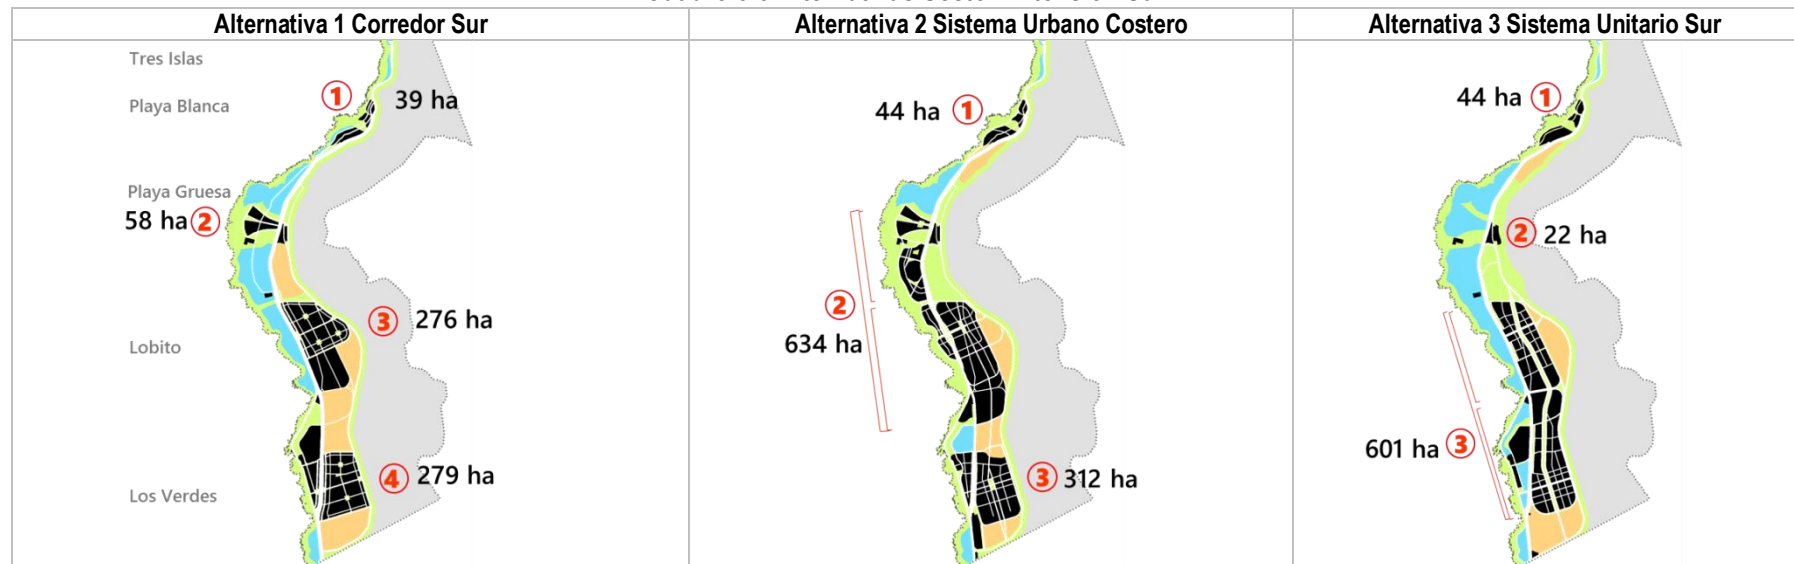 Alternativa 1 Corredor Sur
Alternativa 2 Sistema Urbano Costero
Alternativa 3 Sistema Unitario Sur
Tres Islas
Playa Blanca
1
39 ha
Playa Gruesa
58 ha 2
Lobito
3 276 ha
Los Verdes
4 279 ha
44 ha 1
2
634 ha
3 312 ha
44 ha 1
2 22 ha
601 ha 3